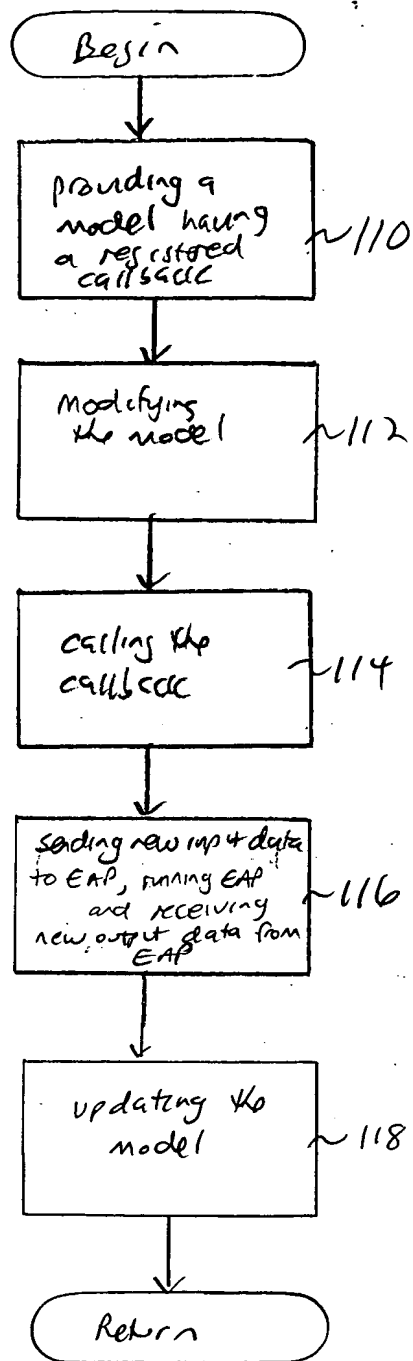 Begin
providing a
model having
a registered
callback
~110
Modifying
the model
~112
calling the
callback
~114
sending new input data
to EAP, running EAP
and receiving
new output data from
EAP
~116
updating the
model
~118
Return